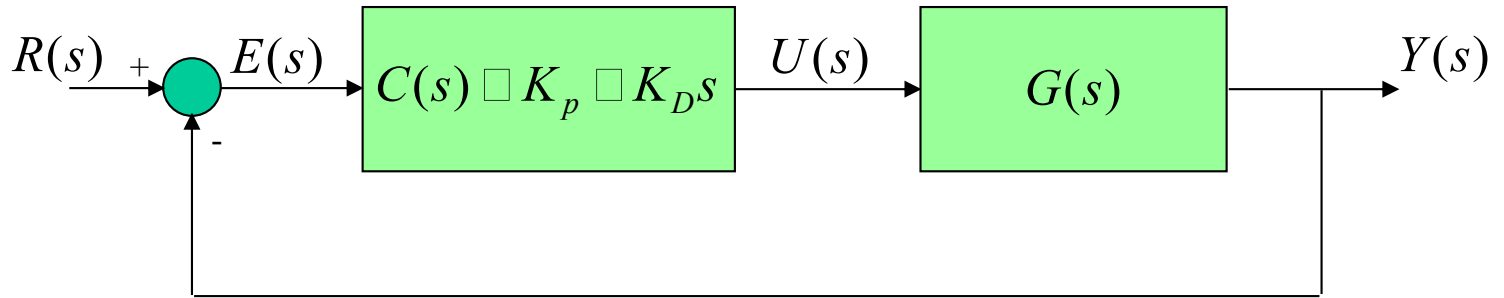 R(s)
+
E(s)
C(s) □ K_p □ K_D s
U(s)
G(s)
Y(s)
-